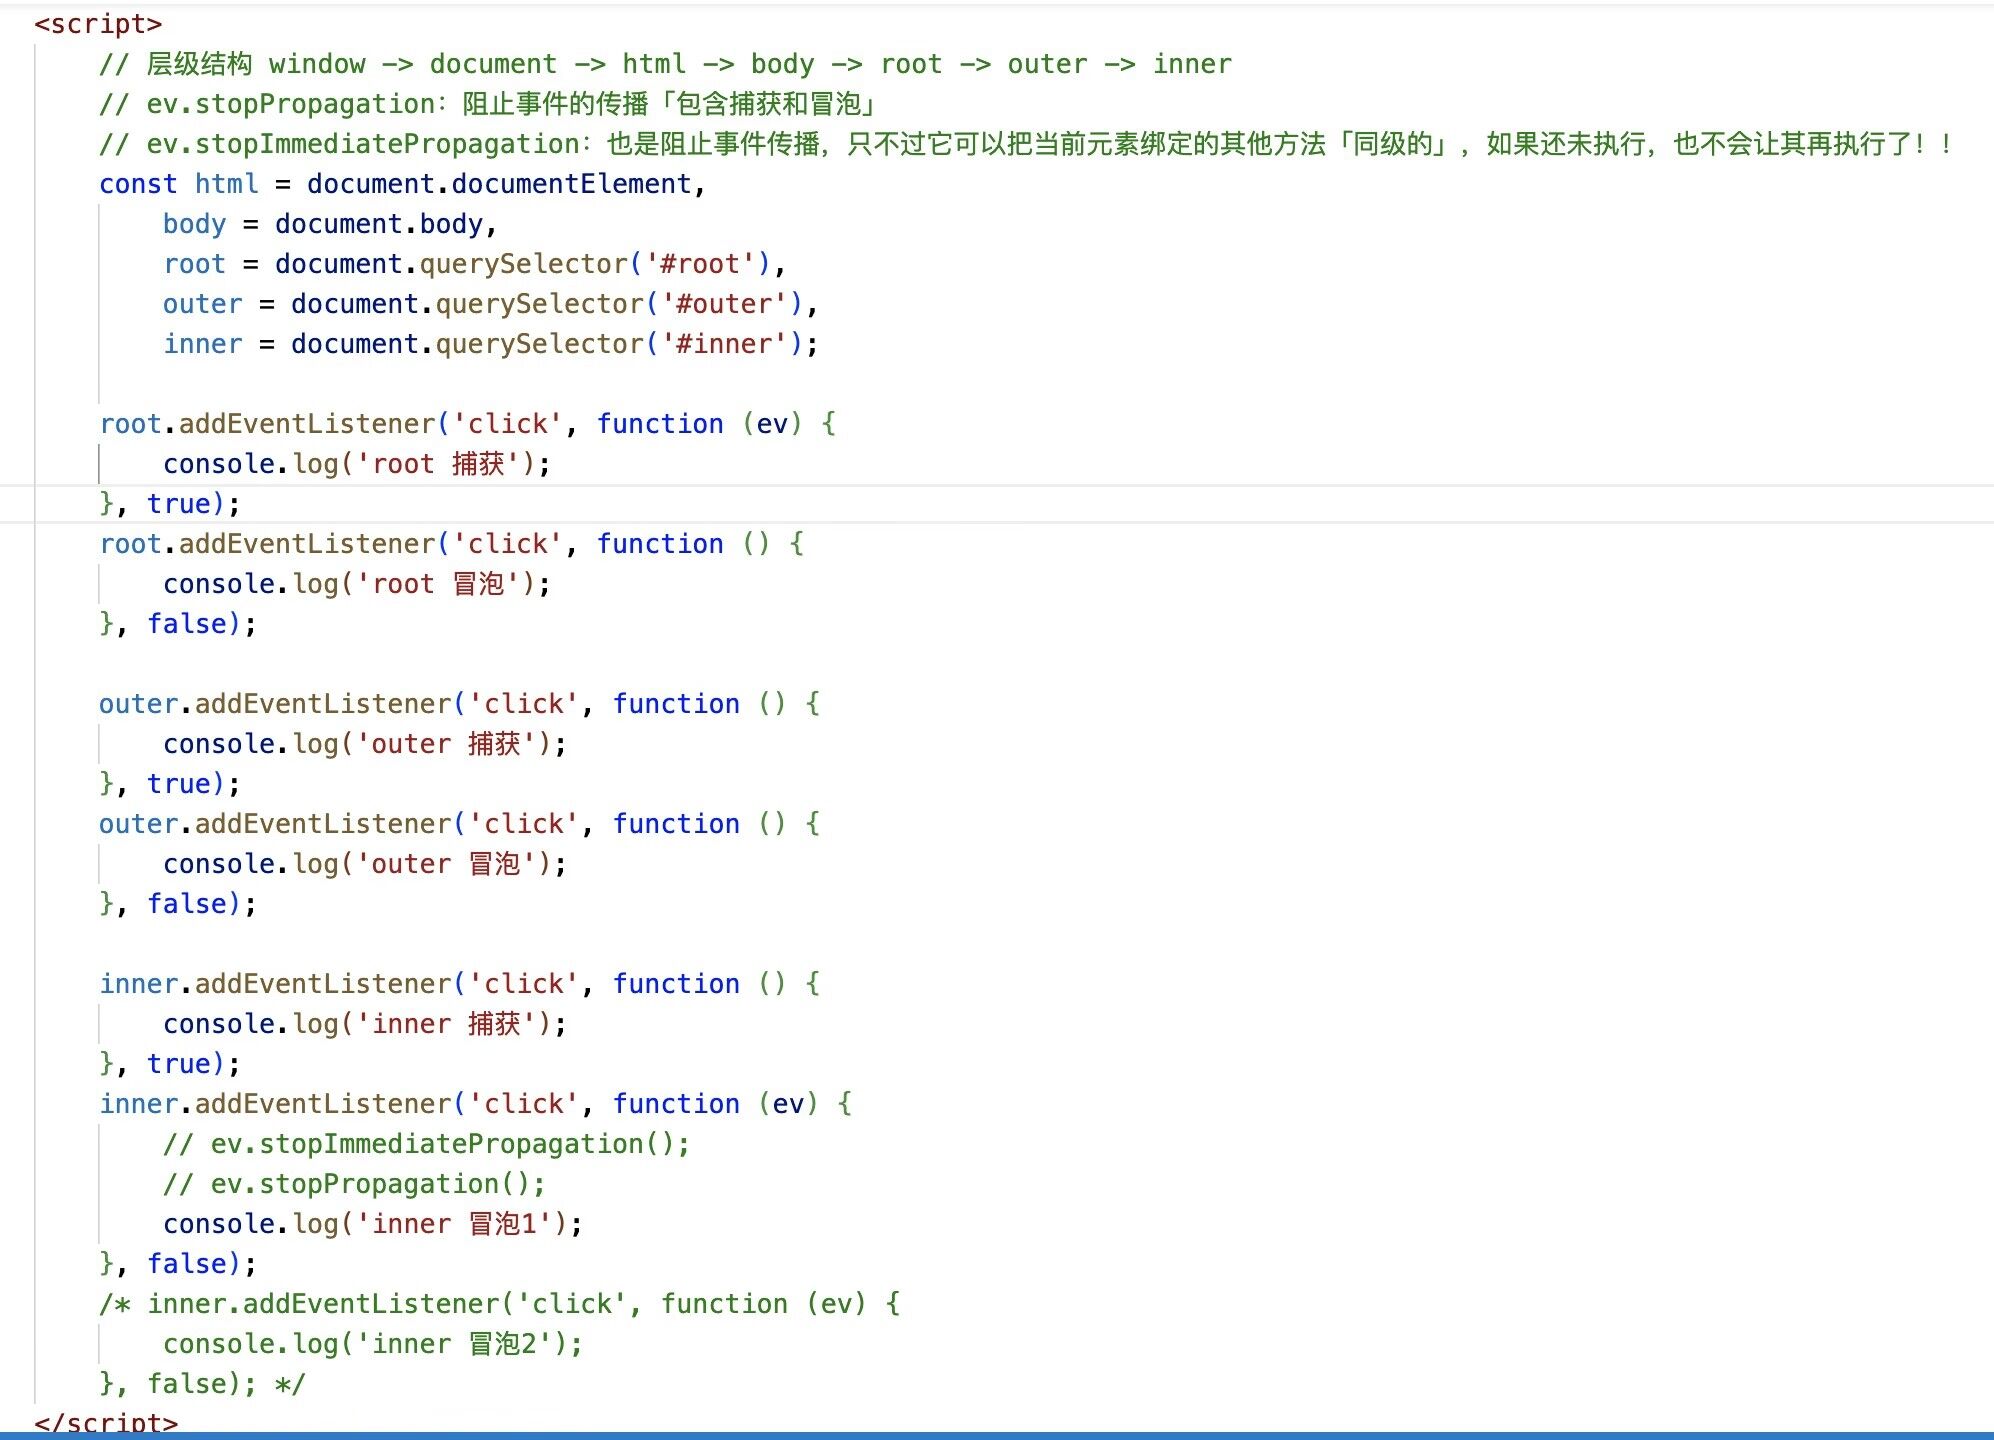 <script>
// 层级结构 window -> document -> html -> body -> root -> outer -> inner
// ev.stopPropagation：阻止事件的传播「包含捕获和冒泡」
// ev.stopImmediatePropagation：也是阻止事件传播，只不过它可以把当前元素绑定的其他方法「同级的」，如果还未执行，也不会让其再执行了！！
const html = document.documentElement,
body = document.body,
root = document.querySelector('#root'),
outer = document.querySelector('#outer'),
inner = document.querySelector('#inner');
root.addEventListener('click', function (ev) {
console.log('root 捕获');
}, true);
root.addEventListener('click', function () {
console.log('root 冒泡');
}, false);
outer.addEventListener('click', function () {
console.log('outer 捕获');
}, true);
outer.addEventListener('click', function () {
console.log('outer 冒泡');
}, false);
inner.addEventListener('click', function () {
console.log('inner 捕获');
}, true);
inner.addEventListener('click', function (ev) {
// ev.stopImmediatePropagation();
// ev.stopPropagation();
console.log('inner 冒泡1');
}, false);
/* inner.addEventListener('click', function (ev) {
console.log('inner 冒泡2');
}, false); */
</script>